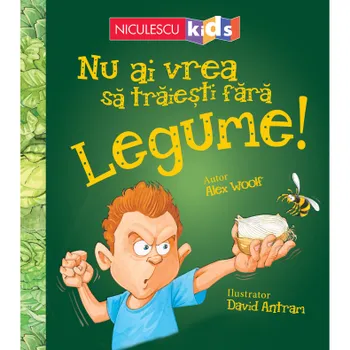 NICULESCU kids
Nu ai vrea
să trăiești fără
Legume!
Autor
Alex Woolf
Ilustrator
David Antram